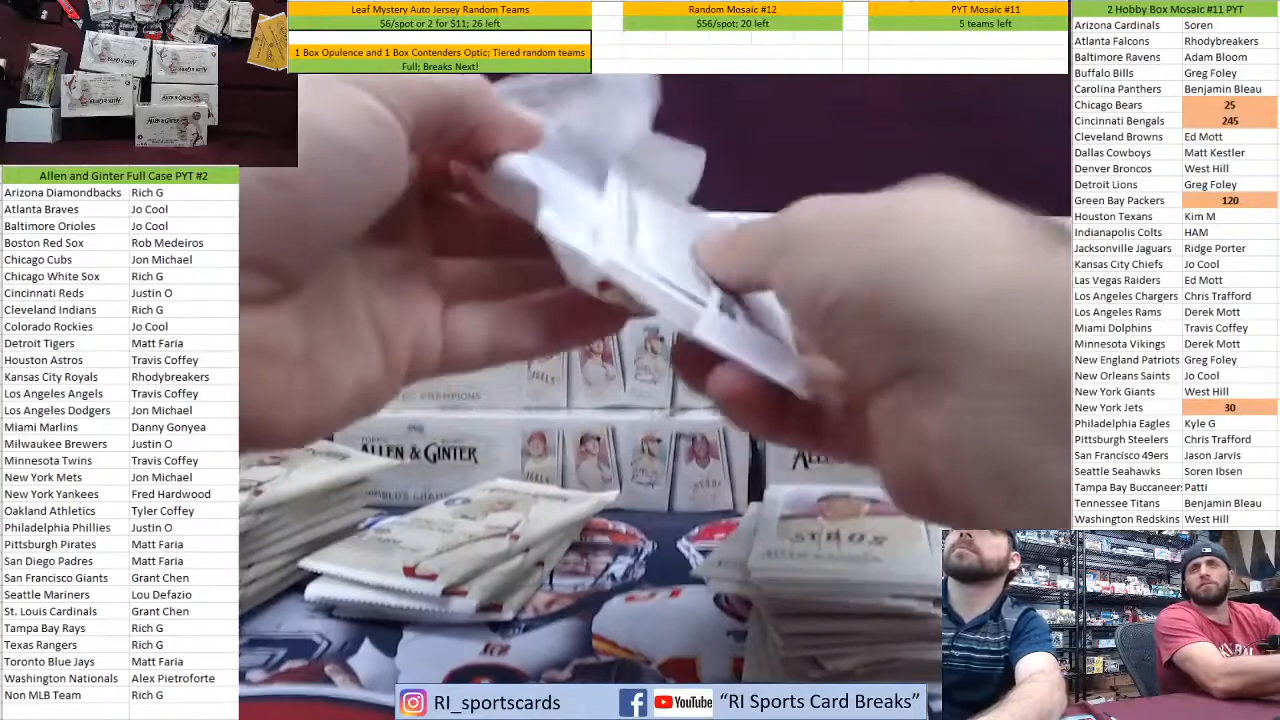 Leaf Mystery Auto Jersey Random Teams
$6/spot or 2 for $11; 26 left
1 Box Opulence and 1 Box Contenders Optic; Tiered random teams
Full; Breaks Next!
Random Mosaic #12
$56/spot; 20 left
PYT Mosaic #11
5 teams left
2 Hobby Box Mosaic #11 PYT
Arizona Cardinals Soren
Atlanta Falcons Rhodybreakers
Baltimore Ravens Adam Bloom
Buffalo Bills Greg Foley
Carolina Panthers Benjamin Bleau
Chicago Bears 25
Cincinnati Bengals 245
Cleveland Browns Ed Mott
Dallas Cowboys Matt Kestler
Denver Broncos West Hill
Detroit Lions Greg Foley
Green Bay Packers 120
Houston Texans Kim M
Indianapolis Colts HAM
Jacksonville Jaguars Ridge Porter
Kansas City Chiefs Jo Cool
Las Vegas Raiders Ed Mott
Los Angeles Chargers Chris Trafford
Los Angeles Rams Derek Mott
Miami Dolphins Travis Coffey
Minnesota Vikings Derek Mott
New England Patriots Greg Foley
New Orleans Saints Jo Cool
New York Giants West Hill
New York Jets 30
Philadelphia Eagles Kyle G
Pittsburgh Steelers Chris Trafford
San Francisco 49ers Jason Jarvis
Seattle Seahawks Soren Ibsen
Tampa Bay Buccaneer: Patti
Tennessee Titans Benjamin Bleau
Washington Redskins West Hill
Allen and Ginter Full Case PYT #2
Arizona Diamondbacks Rich G
Atlanta Braves Jo Cool
Baltimore Orioles Jo Cool
Boston Red Sox Rob Medeiros
Chicago Cubs Jon Michael
Chicago White Sox Rich G
Cincinnati Reds Justin O
Cleveland Indians Rich G
Colorado Rockies Jo Cool
Detroit Tigers Matt Faria
Houston Astros Travis Coffey
Kansas City Royals Rhodybreakers
Los Angeles Angels Travis Coffey
Los Angeles Dodgers Jon Michael
Miami Marlins Danny Gonyea
Milwaukee Brewers Justin O
Minnesota Twins Travis Coffey
New York Mets Jon Michael
New York Yankees Fred Hardwood
Oakland Athletics Tyler Coffey
Philadelphia Phillies Justin O
Pittsburgh Pirates Matt Faria
San Diego Padres Matt Faria
San Francisco Giants Grant Chen
Seattle Mariners Lou Defazio
St. Louis Cardinals Grant Chen
Tampa Bay Rays Rich G
Texas Rangers Rich G
Toronto Blue Jays Matt Faria
Washington Nationals Alex Pietroforte
Non MLB Team Rich G
ALLEN & GINTER
RI_sportscards
YouTube
"RI Sports Card Breaks"